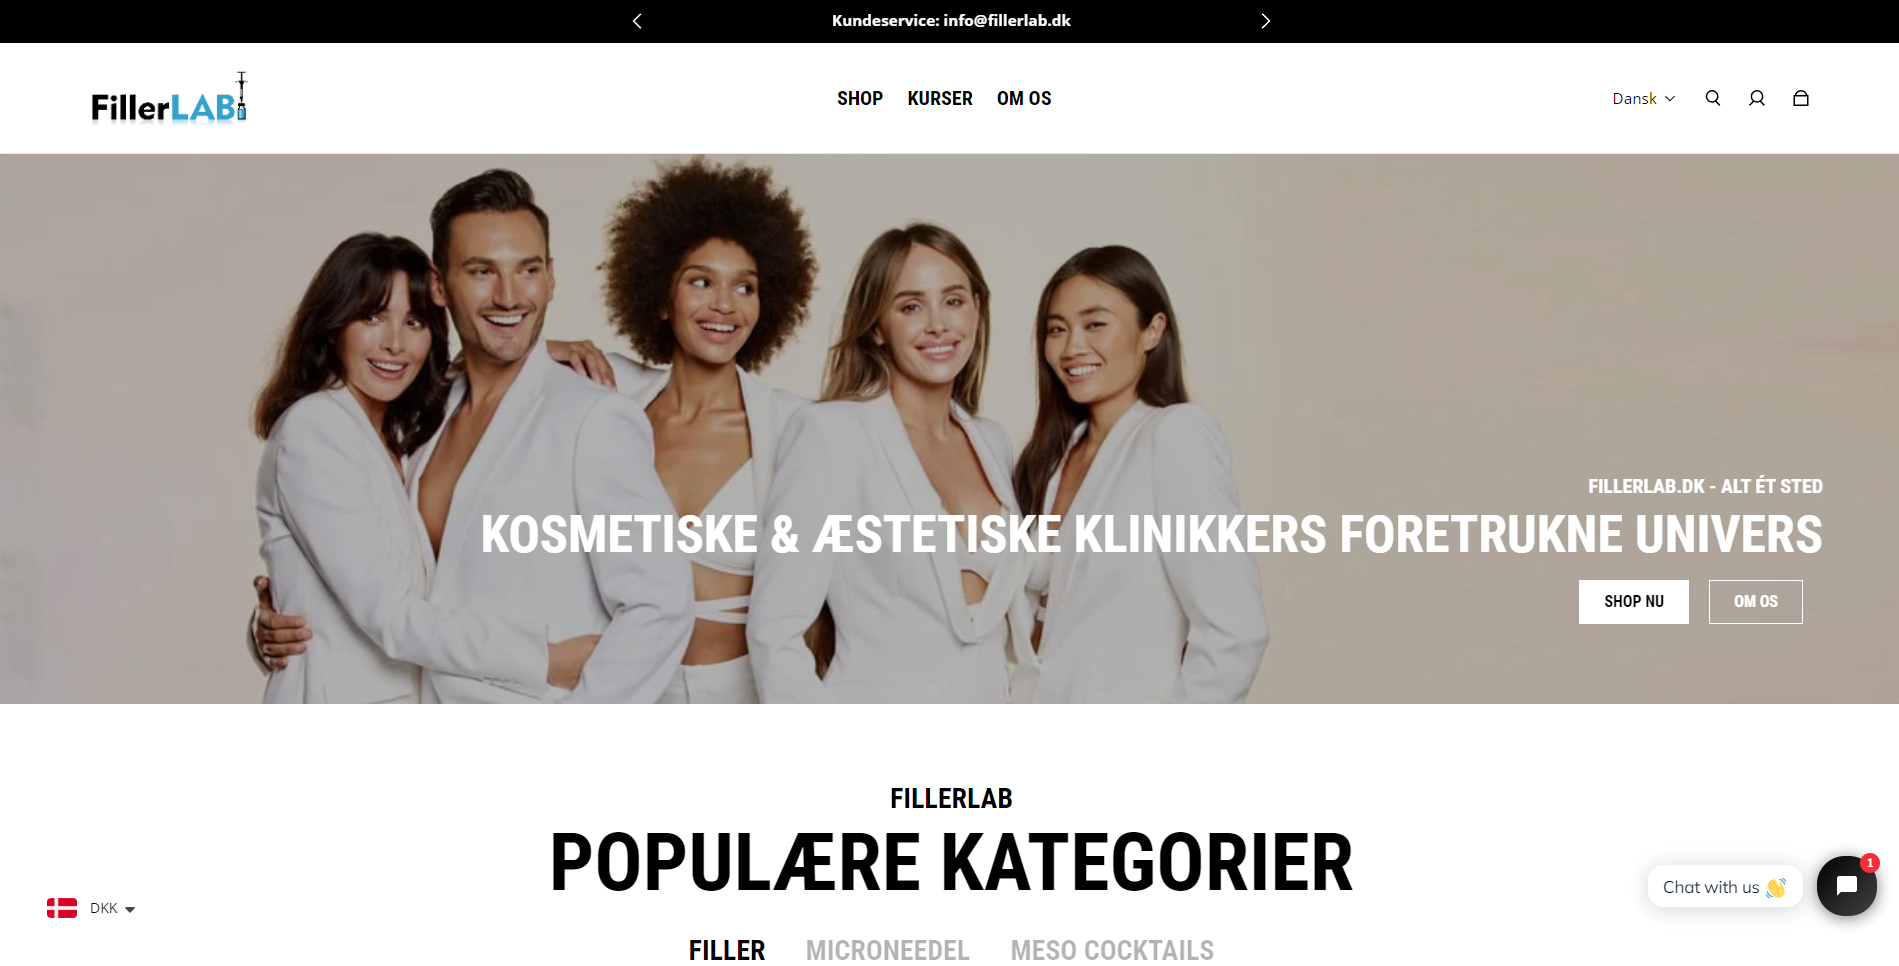 Kundeservice: info@fillerlab.dk
FillerLAB
SHOP KURSER OM OS
Dansk
FILLERLAB.DK - ALT ÉT STED
KOSMETISKE & ÆSTETISKE KLINIKKERS FORETRUKNE UNIVERS
SHOP NU OM OS
FILLERLAB
POPULÆRE KATEGORIER
1
Chat with us 👋
DKK
FILLER MICRONEEDEL MESO COCKTAILS